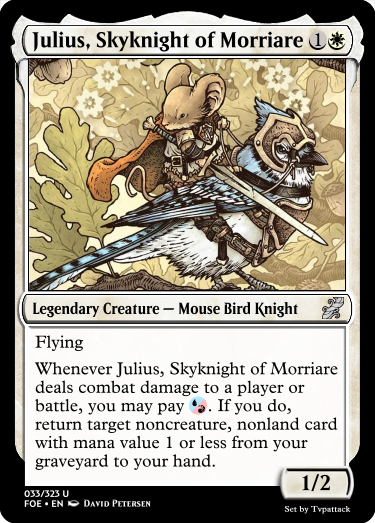 Julius, Skyknight of Morriare 1
Legendary Creature — Mouse Bird Knight
Flying
Whenever Julius, Skyknight of Morriare
deals combat damage to a player or
battle, you may pay . If you do,
return target noncreature, nonland card
with mana value 1 or less from your
graveyard to your hand.
1/2
033/323 U
FOE • EN David Petersen
Set by Tvpattack